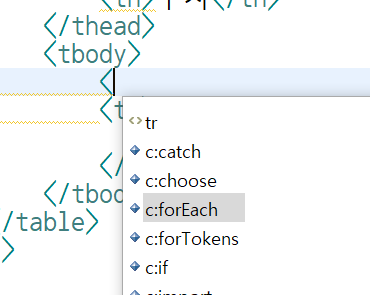 </thead>
<tbody>
<
<t
tr
c:catch
c:choose
c:forEach
c:forTokens
c:if
</
</tbo
/table>
>